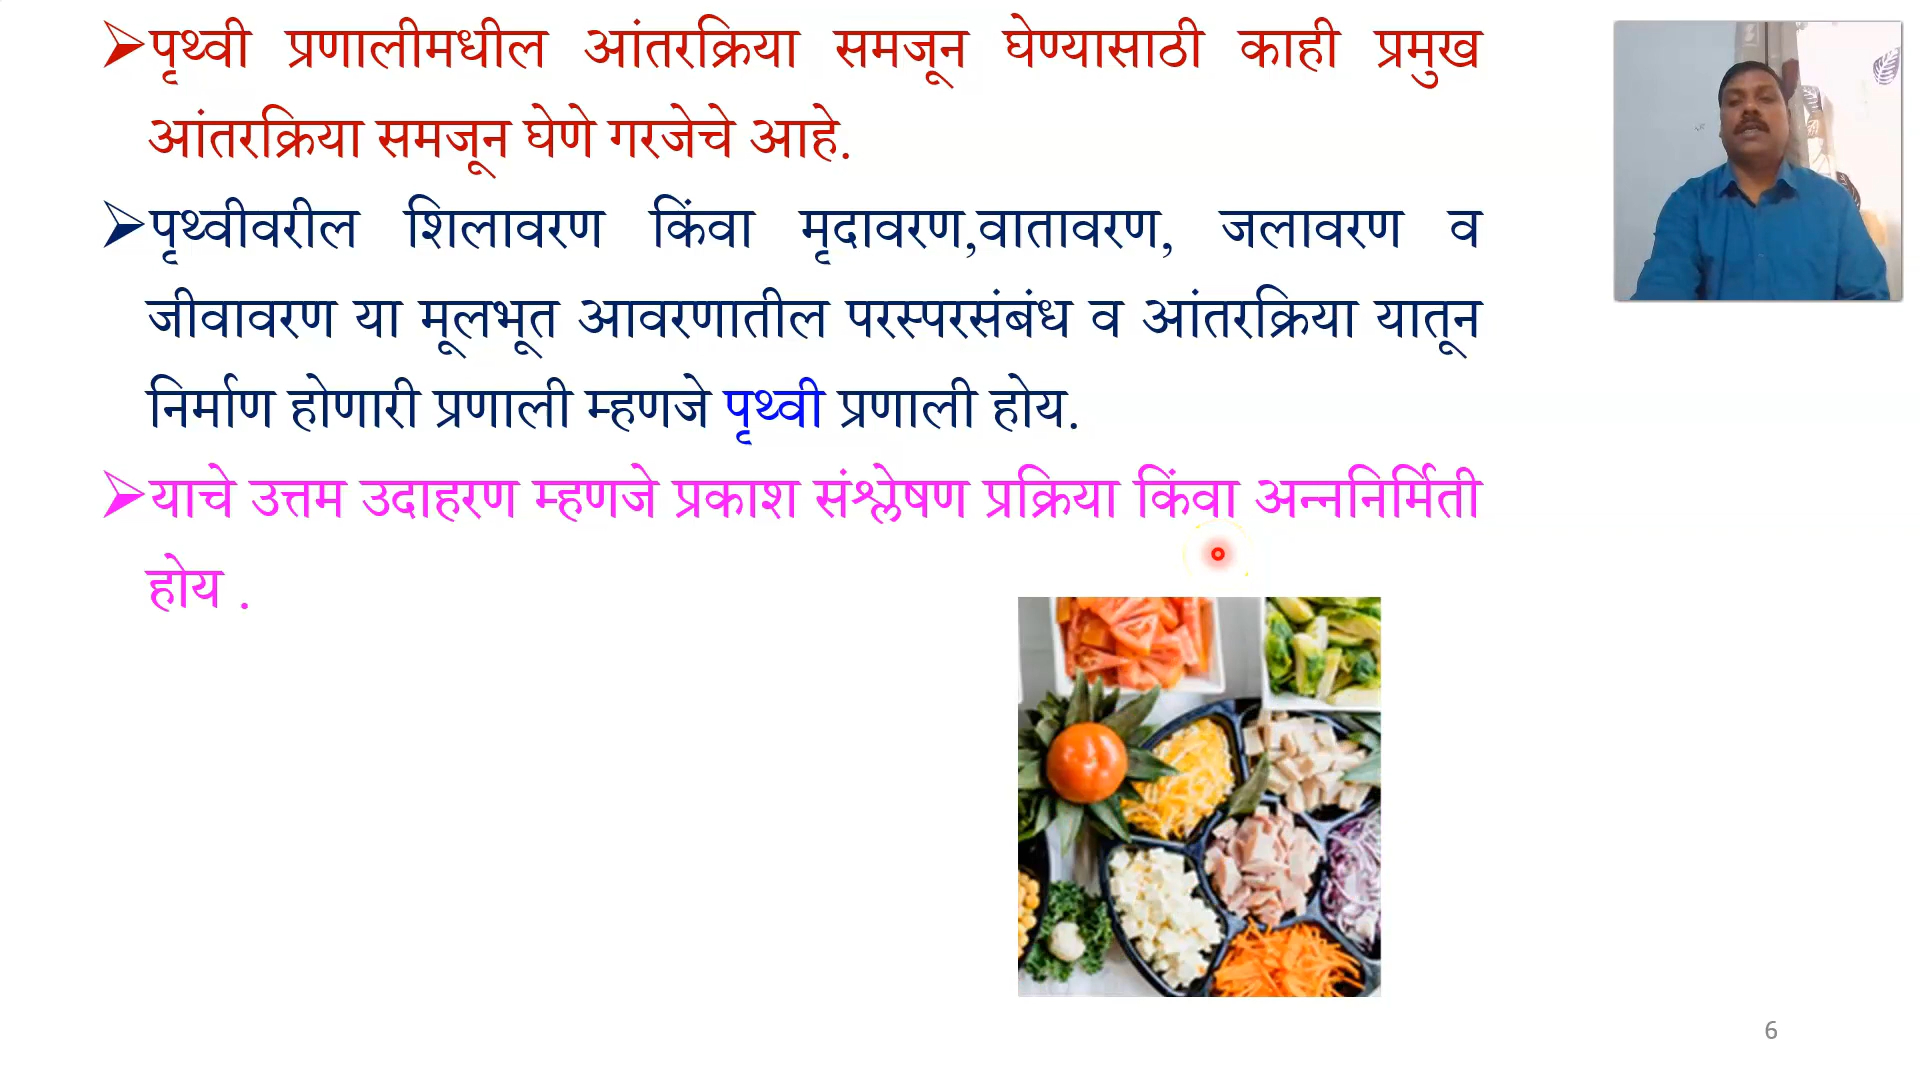 ➢पृथ्वी प्रणालीमधील आंतरक्रिया समजून घेण्यासाठी काही प्रमुख
आंतरक्रिया समजून घेणे गरजेचे आहे.
➢पृथ्वीवरील शिलावरण किंवा मृदावरण,वातावरण, जलावरण व
जीवावरण या मूलभूत आवरणातील परस्परसंबंध व आंतरक्रिया यातून
निर्माण होणारी प्रणाली म्हणजे पृथ्वी प्रणाली होय.
➢याचे उत्तम उदाहरण म्हणजे प्रकाश संश्लेषण प्रक्रिया किंवा अन्ननिर्मिती
होय .
6